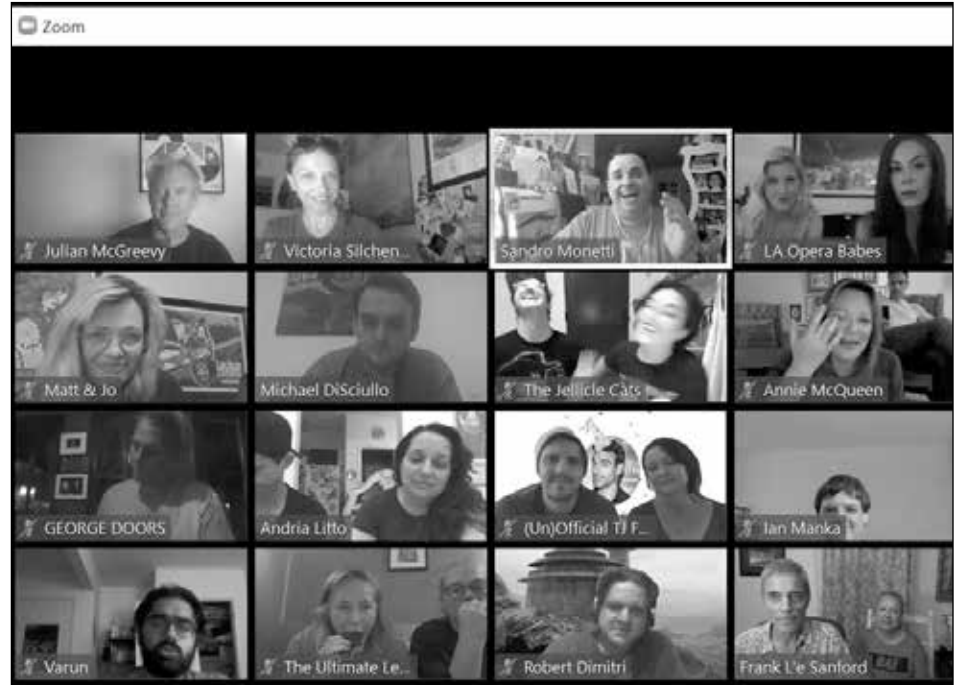 Zoom
Julian McGreevy
Victoria Silchen...
Sandro Monetti
LA Opera Babes
Matt & Jo
Michael DiSciullo
The Jellicle Cats
Annie McQueen
GEORGE DOORS
Andria Litto
(Un)Official TJ F...
Ian Manka
Varun
The Ultimate Le...
Robert Dimitri
Frank L'e Sanford